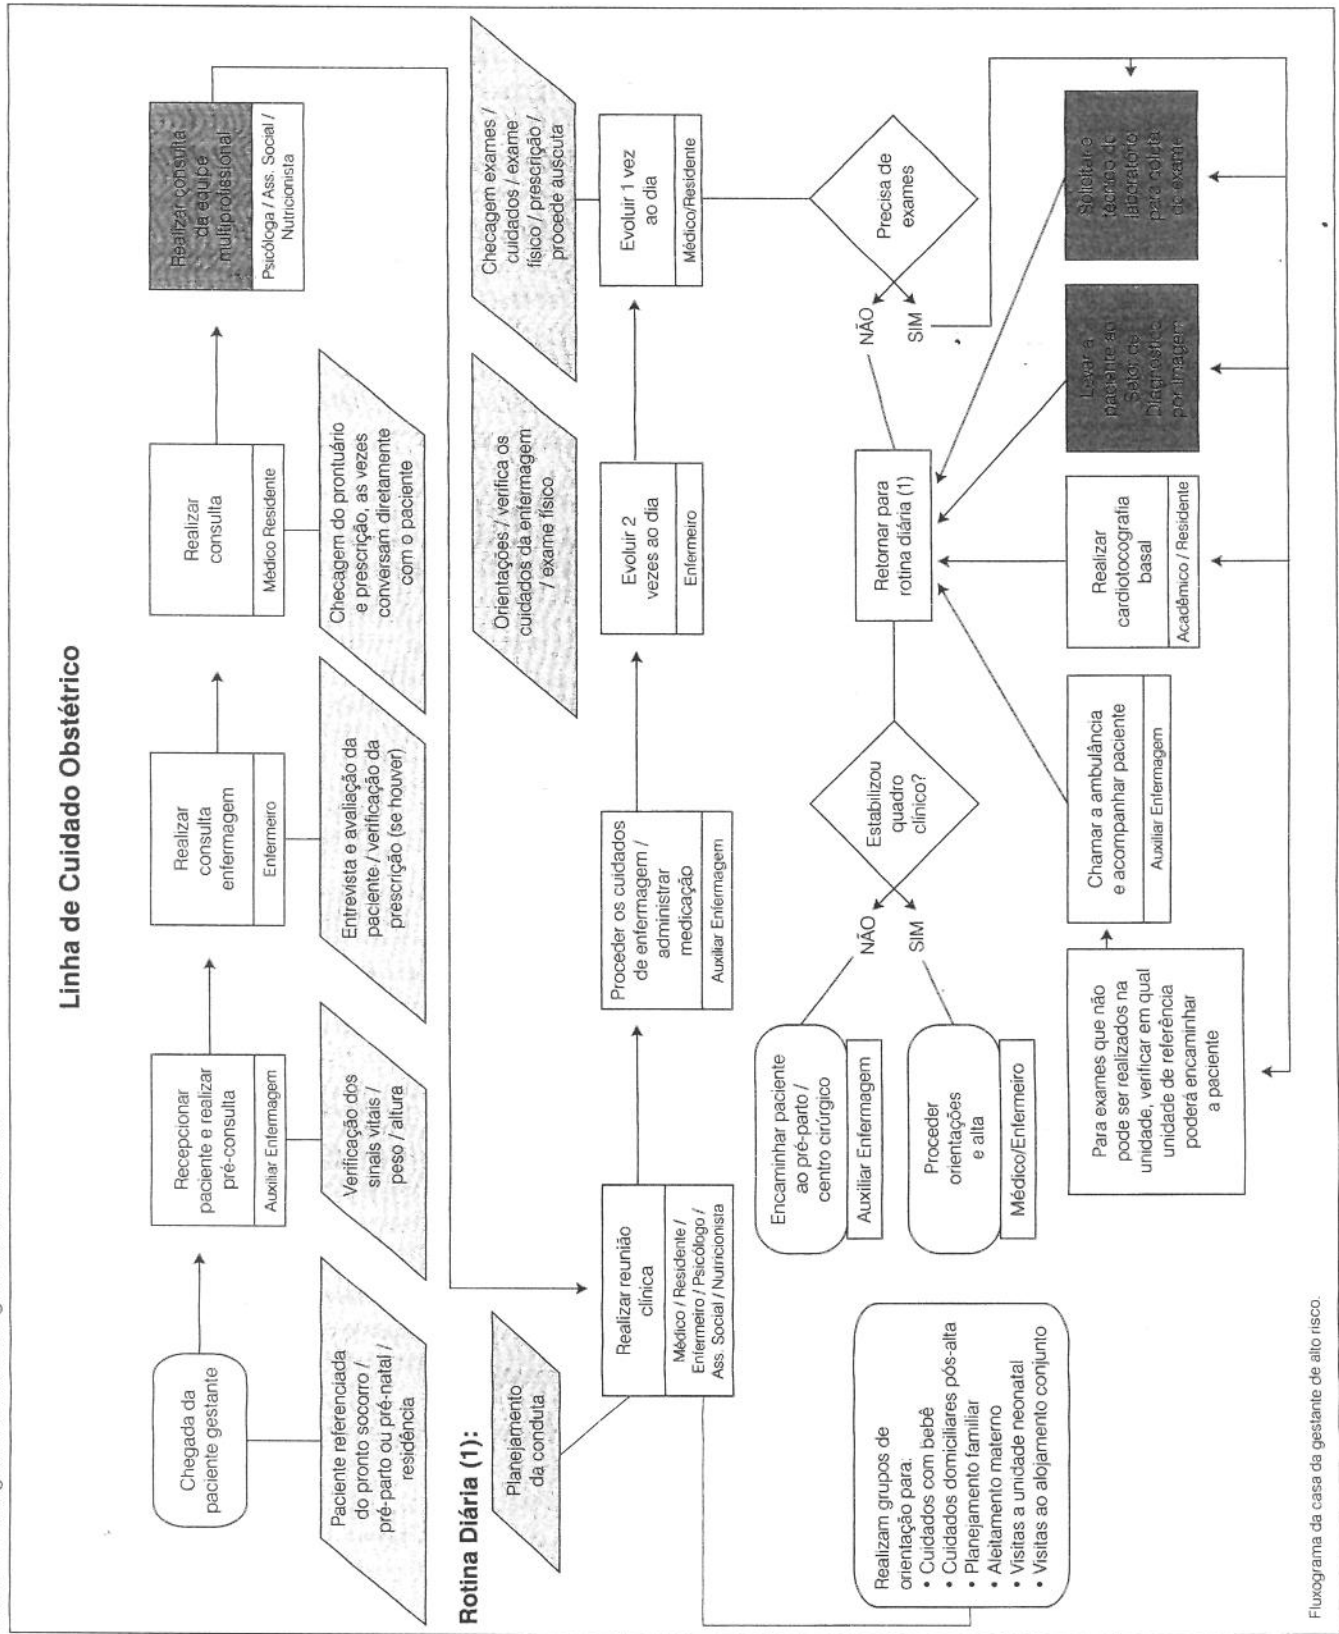 Linha de Cuidado Obstétrico
Chegada da
paciente gestante
Paciente referenciada
do pronto socorro /
pré-parto ou pré-natal /
residência
Recepcionar
paciente e realizar
pré-consulta
Auxiliar Enfermagem
Verificação dos
sinais vitais /
peso / altura
Realizar
consulta
enfermagem
Enfermeiro
Entrevista e avaliação da
paciente / verificação da
prescrição (se houver)
Realizar
consulta
Médico Residente
Checagem do prontuário
e prescrição, as vezes
conversam diretamente
com o paciente
Realizar consulta
da equipe
multiprofissional
Psicóloga / Ass. Social /
Nutricionista
Rotina Diária (1):
Planejamento
da conduta
Realizar reunião
clínica
Médico / Residente /
Enfermeiro / Psicólogo /
Ass. Social / Nutricionista
Proceder os cuidados
de enfermagem /
administrar
medicação
Auxiliar Enfermagem
Orientações / verifica os
cuidados da enfermagem
/ exame físico
Evoluir 2
vezes ao dia
Enfermeiro
Checagem exames /
cuidados / exame
físico / prescrição /
procede ausculta
Evoluir 1 vez
ao dia
Médico/Residente
Precisa de
exames
NÃO
SIM
Retornar para
rotina diária (1)
Estabilizou
quadro
clínico?
NÃO
SIM
Encaminhar paciente
ao pré-parto /
centro cirúrgico
Auxiliar Enfermagem
Proceder
orientações
e alta
Médico/Enfermeiro
Realizam grupos de
orientação para.
• Cuidados com bebê
• Cuidados domiciliares pós-alta
• Planejamento familiar
• Aleitamento materno
• Visitas a unidade neonatal
• Visitas ao alojamento conjunto
Para exames que não
pode ser realizados na
unidade, verificar em qual
unidade de referência
poderá encaminhar
a paciente
Chamar a ambulância
e acompanhar paciente
Auxiliar Enfermagem
Realizar
cardiotocografia
basal
Acadêmico / Residente
Levar a
paciente ao
Setor de
Diagnostico
por imagem
Solicitar o
técnico do
laboratório
para coleta
do exame
Fluxograma da casa da gestante de alto risco.